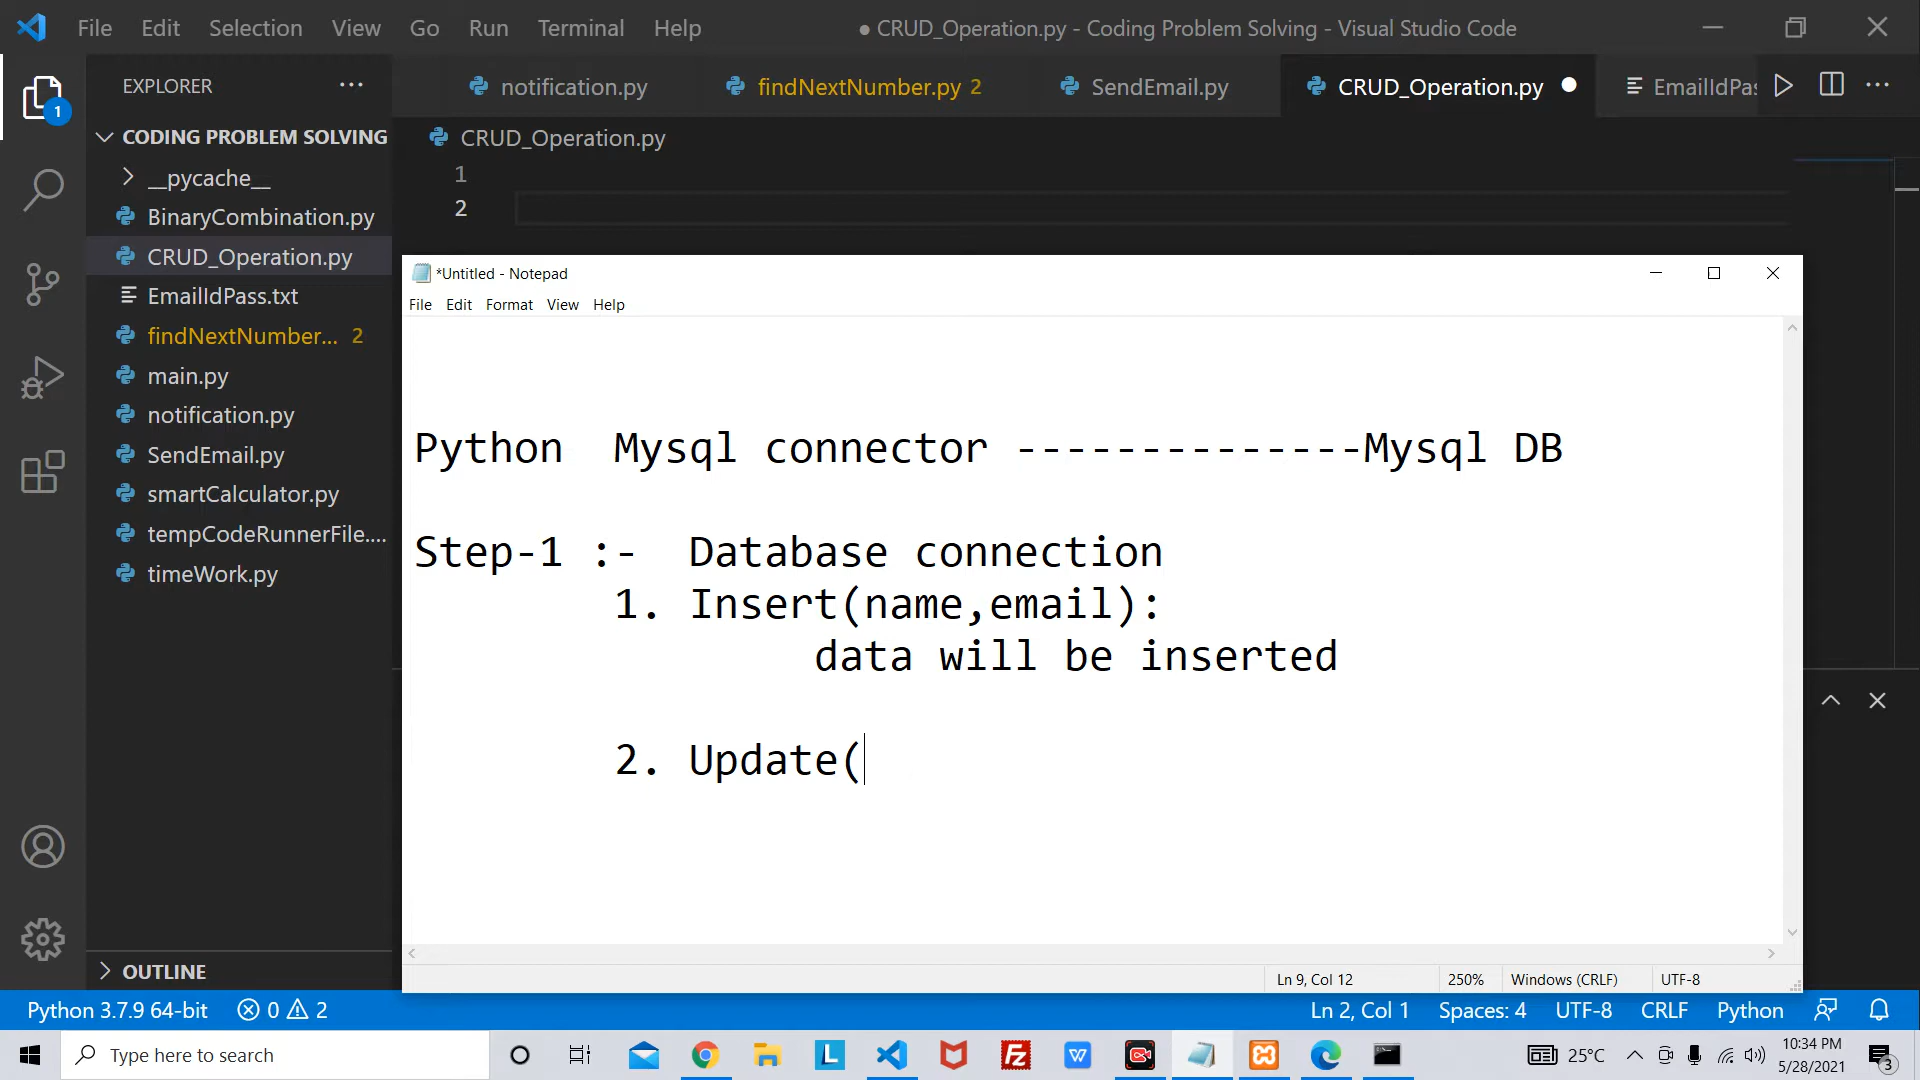 File Edit Selection View Go Run Terminal Help
● CRUD_Operation.py - Coding Problem Solving - Visual Studio Code
EXPLORER
notification.py
findNextNumber.py 2
SendEmail.py
CRUD_Operation.py
EmailIdPas
1
CODING PROBLEM SOLVING
__pycache__
BinaryCombination.py
CRUD_Operation.py
EmailIdPass.txt
findNextNumber... 2
main.py
notification.py
SendEmail.py
smartCalculator.py
tempCodeRunnerFile....
timeWork.py
OUTLINE
CRUD_Operation.py
1
2
*Untitled - Notepad
File Edit Format View Help
Python Mysql connector --------------Mysql DB
Step-1 :- Database connection
1. Insert(name,email):
data will be inserted
2. Update(
Ln 9, Col 12 250% Windows (CRLF) UTF-8
Python 3.7.9 64-bit 0 2
Ln 2, Col 1 Spaces: 4 UTF-8 CRLF Python
Type here to search
L
W
25°C
10:34 PM
5/28/2021
3